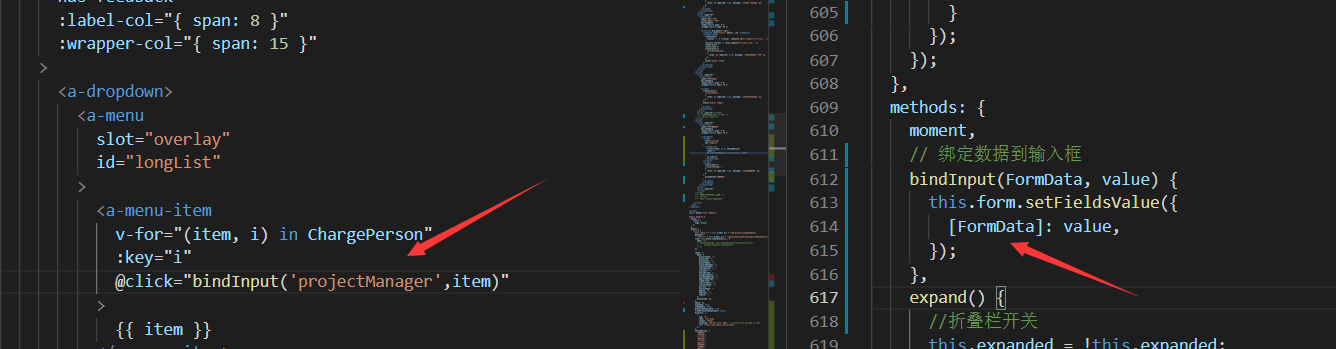 :label-col="{ span: 8 }"
:wrapper-col="{ span: 15 }"
>
<a-dropdown>
<a-menu
slot="overlay"
id="longList"
>
<a-menu-item
v-for="(item, i) in ChargePerson"
:key="i"
@click="bindInput('projectManager',item)"
>
{{ item }}
605 }
606 });
607 });
608 },
609 methods: {
610 moment,
611 // 绑定数据到输入框
612 bindInput(FormData, value) {
613 this.form.setFieldsValue({
614 [FormData]: value,
615 });
616 },
617 expand() {
618 //折叠栏开关
619 this.expanded = !this.expanded;